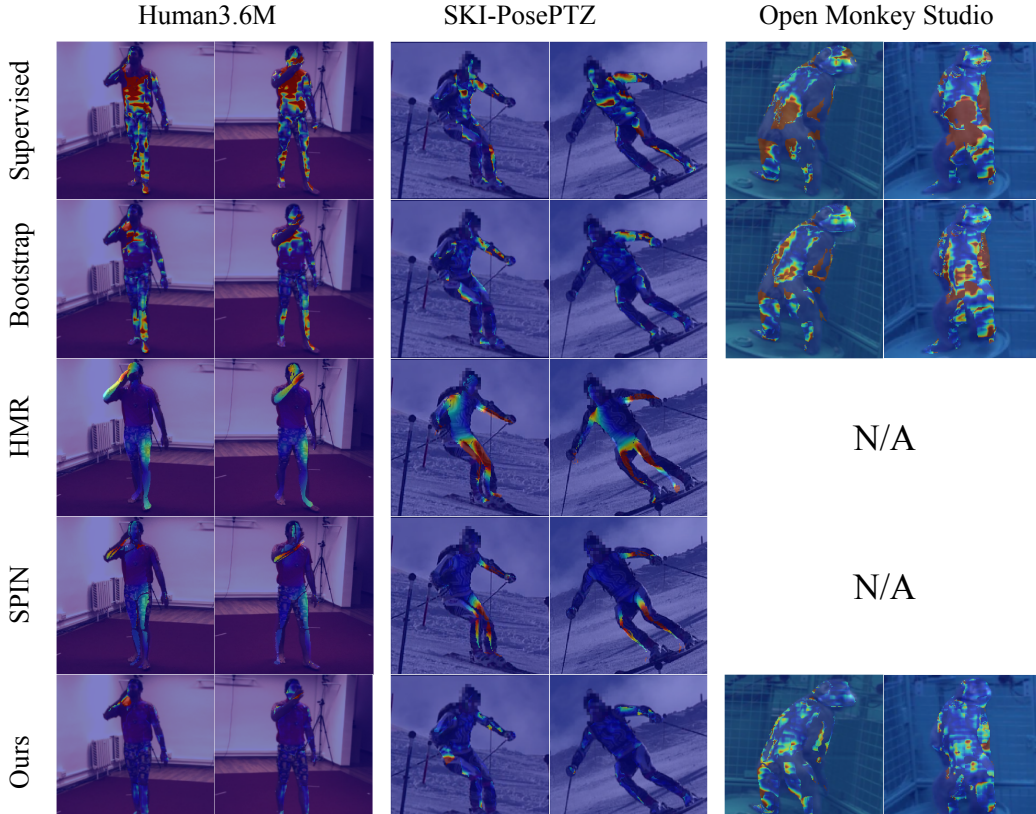 Human3.6M SKI-PosePTZ Open Monkey Studio
Supervised
Bootstrap
HMR
N/A
SPIN
N/A
Ours